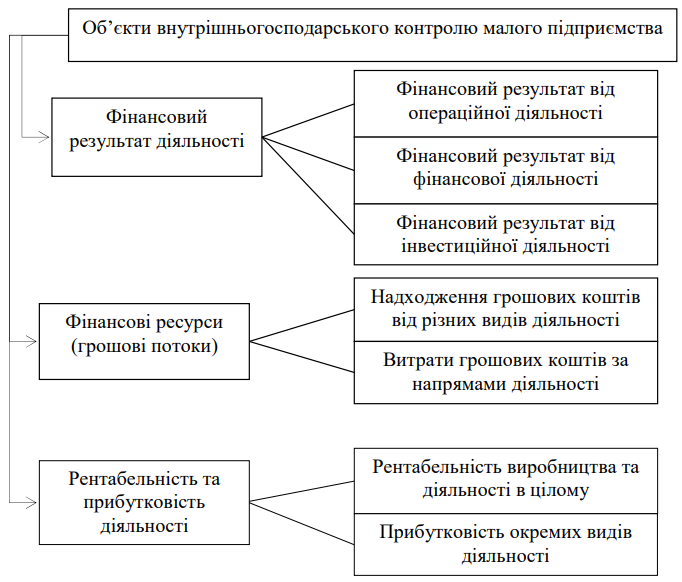 Об’єкти внутрішньогосподарського контролю малого підприємства
Фінансовий
результат діяльності
Фінансовий результат від
операційної діяльності
Фінансовий результат від
фінансової діяльності
Фінансовий результат від
інвестиційної діяльності
Фінансові ресурси
(грошові потоки)
Надходження грошових коштів
від різних видів діяльності
Витрати грошових коштів за
напрямами діяльності
Рентабельність та
прибутковість
діяльності
Рентабельність виробництва та
діяльності в цілому
Прибутковість окремих видів
діяльності